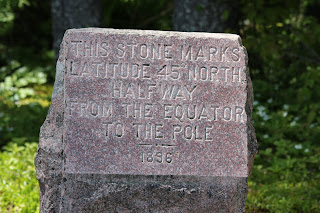 THIS STONE MARKS
LATITUDE 45 NORTH
HALFWAY
FROM THE EQUATOR
TO THE POLE
1896